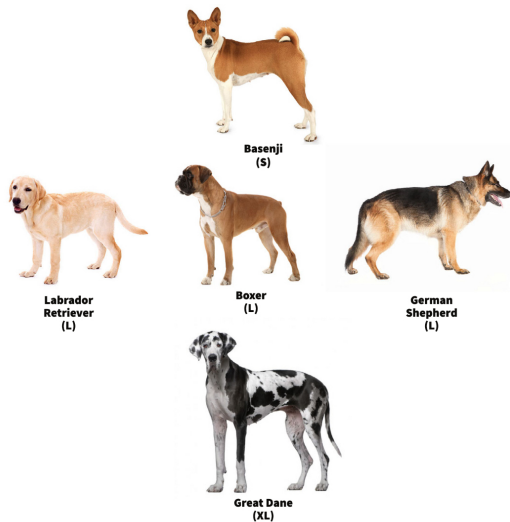 Basenji
(S)
Labrador
Retriever
(L)
Boxer
(L)
German
Shepherd
(L)
Great Dane
(XL)